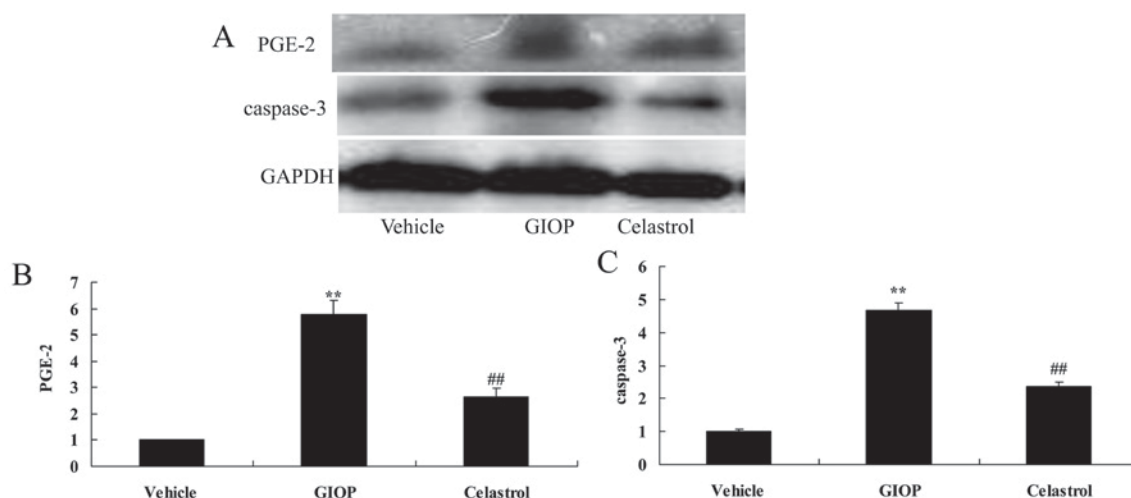 A
PGE-2
caspase-3
GAPDH
Vehicle GIOP Celastrol
B
PGE-2
7
6
5
4
3
2
1
0
**
##
Vehicle GIOP Celastrol
C
caspase-3
6
5
4
3
2
1
0
**
##
Vehicle GIOP Celastrol